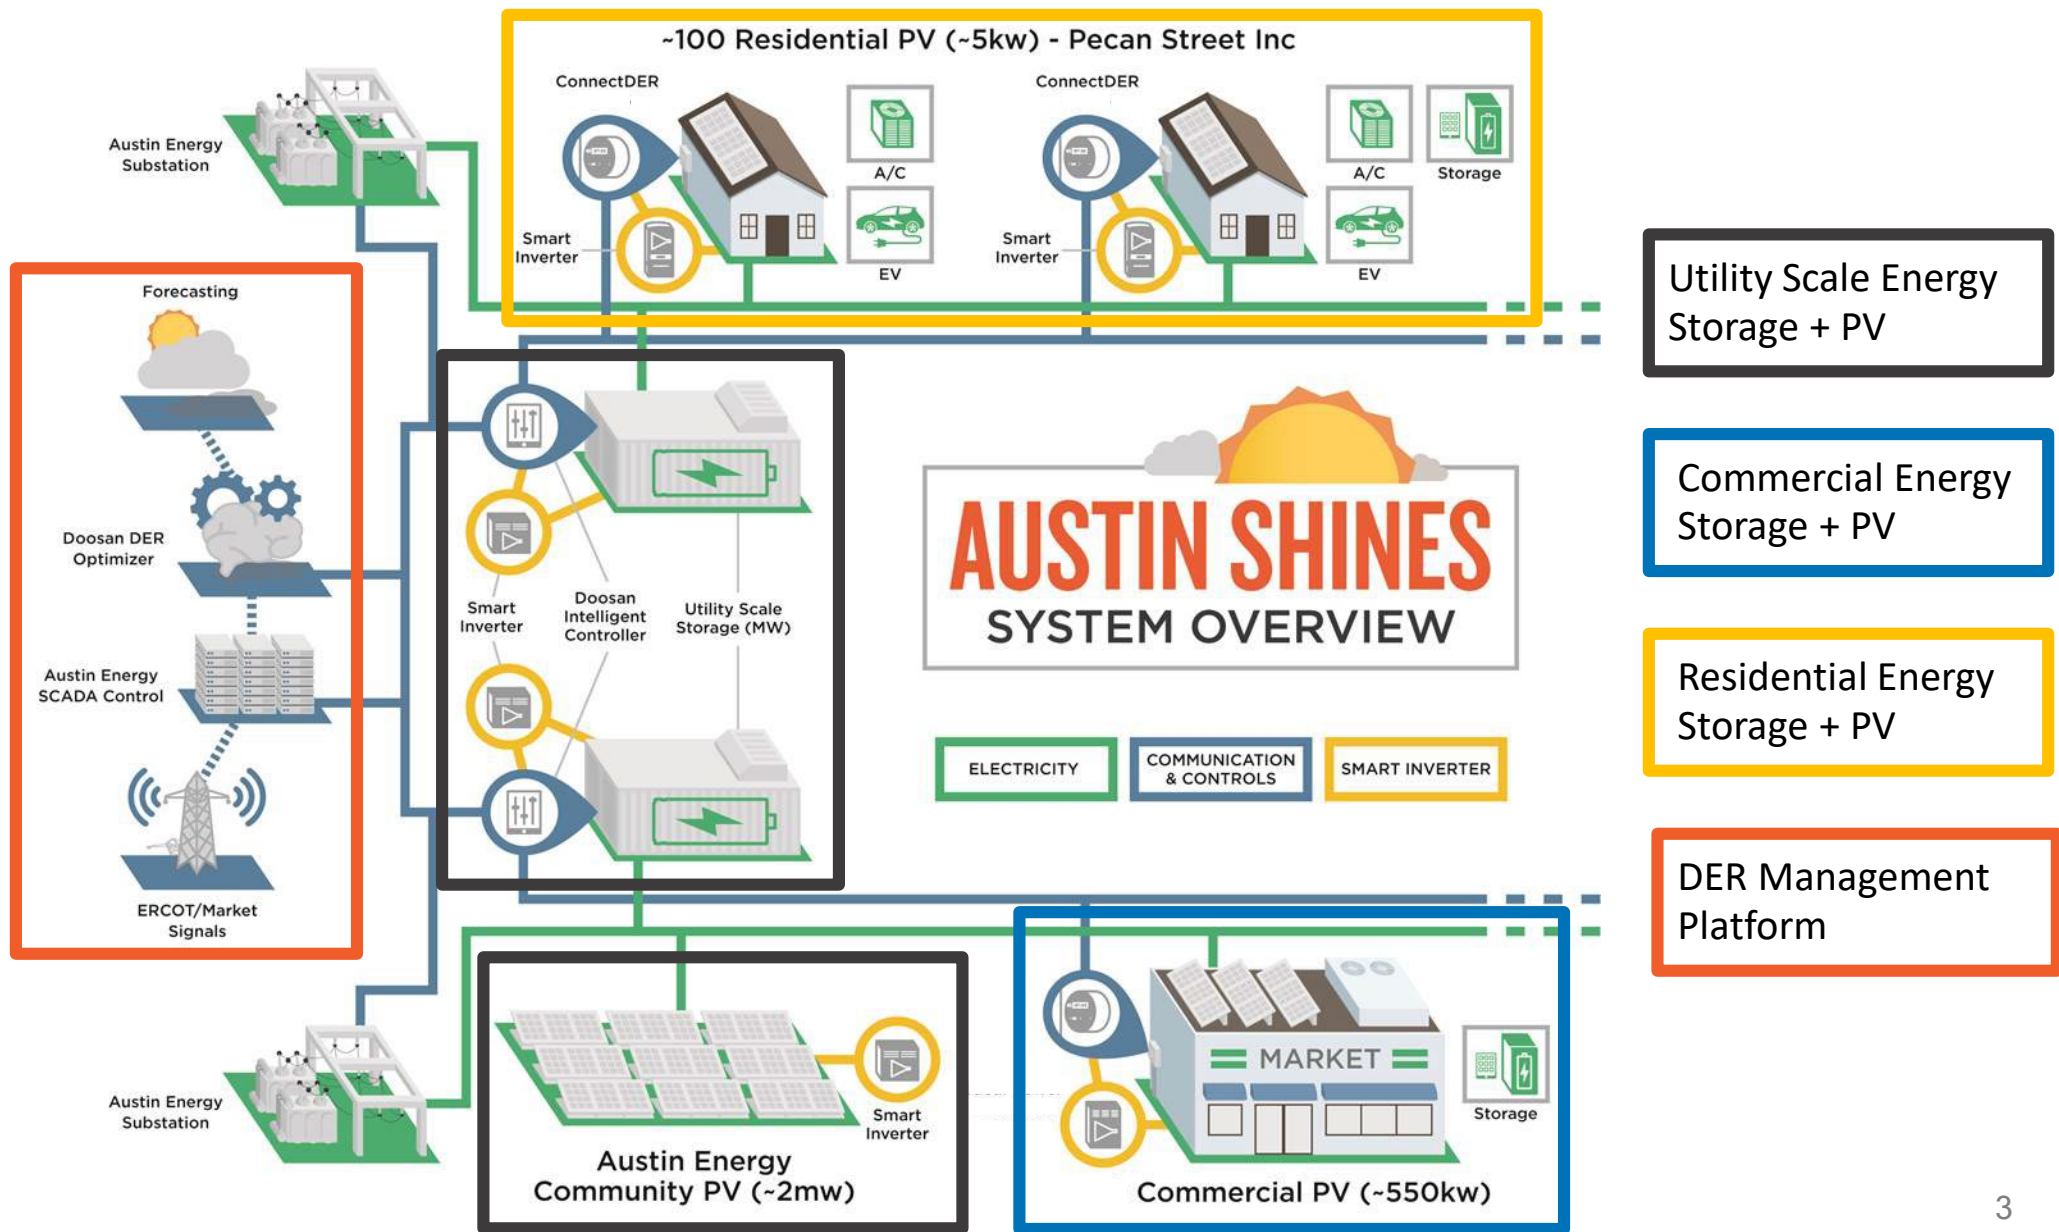 ~100 Residential PV (~5kw) - Pecan Street Inc
ConnectDER
ConnectDER
Austin Energy
Substation
A/C
A/C
Storage
Smart
Inverter
Smart
Inverter
EV
EV
Forecasting
Doosan DER
Optimizer
Austin Energy
SCADA Control
ERCOT/Market
Signals
Smart
Inverter
Doosan
Intelligent
Controller
Utility Scale
Storage (MW)
AUSTIN SHINES
SYSTEM OVERVIEW
ELECTRICITY
COMMUNICATION
& CONTROLS
SMART INVERTER
Utility Scale Energy
Storage + PV
Commercial Energy
Storage + PV
Residential Energy
Storage + PV
DER Management
Platform
Austin Energy
Substation
Smart
Inverter
Austin Energy
Community PV (~2mw)
MARKET
Storage
Commercial PV (~550kw)
3